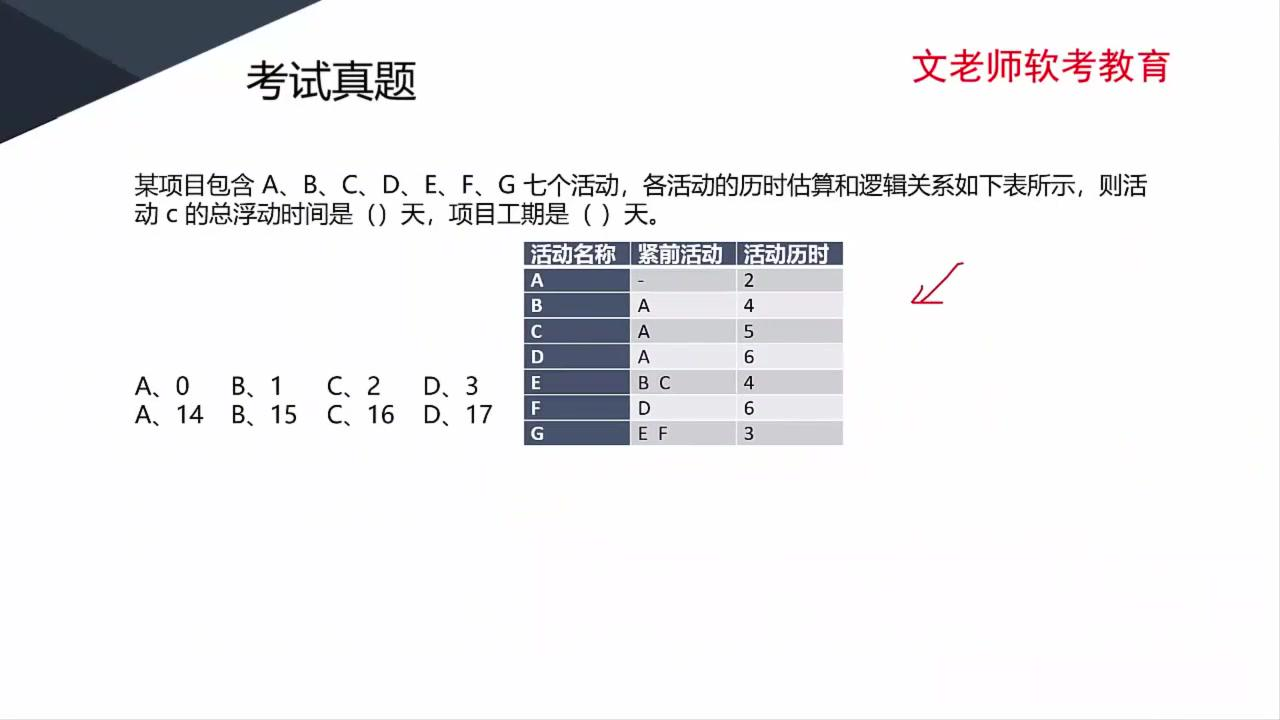 考试真题
文老师软考教育
某项目包含 A、B、C、D、E、F、G 七个活动，各活动的历时估算和逻辑关系如下表所示，则活
动 c 的总浮动时间是（）天，项目工期是（ ）天。
活动名称 紧前活动 活动历时
A - 2
B A 4
C A 5
D A 6
E B C 4
F D 6
G E F 3
A、0 B、1 C、2 D、3
A、14 B、15 C、16 D、17